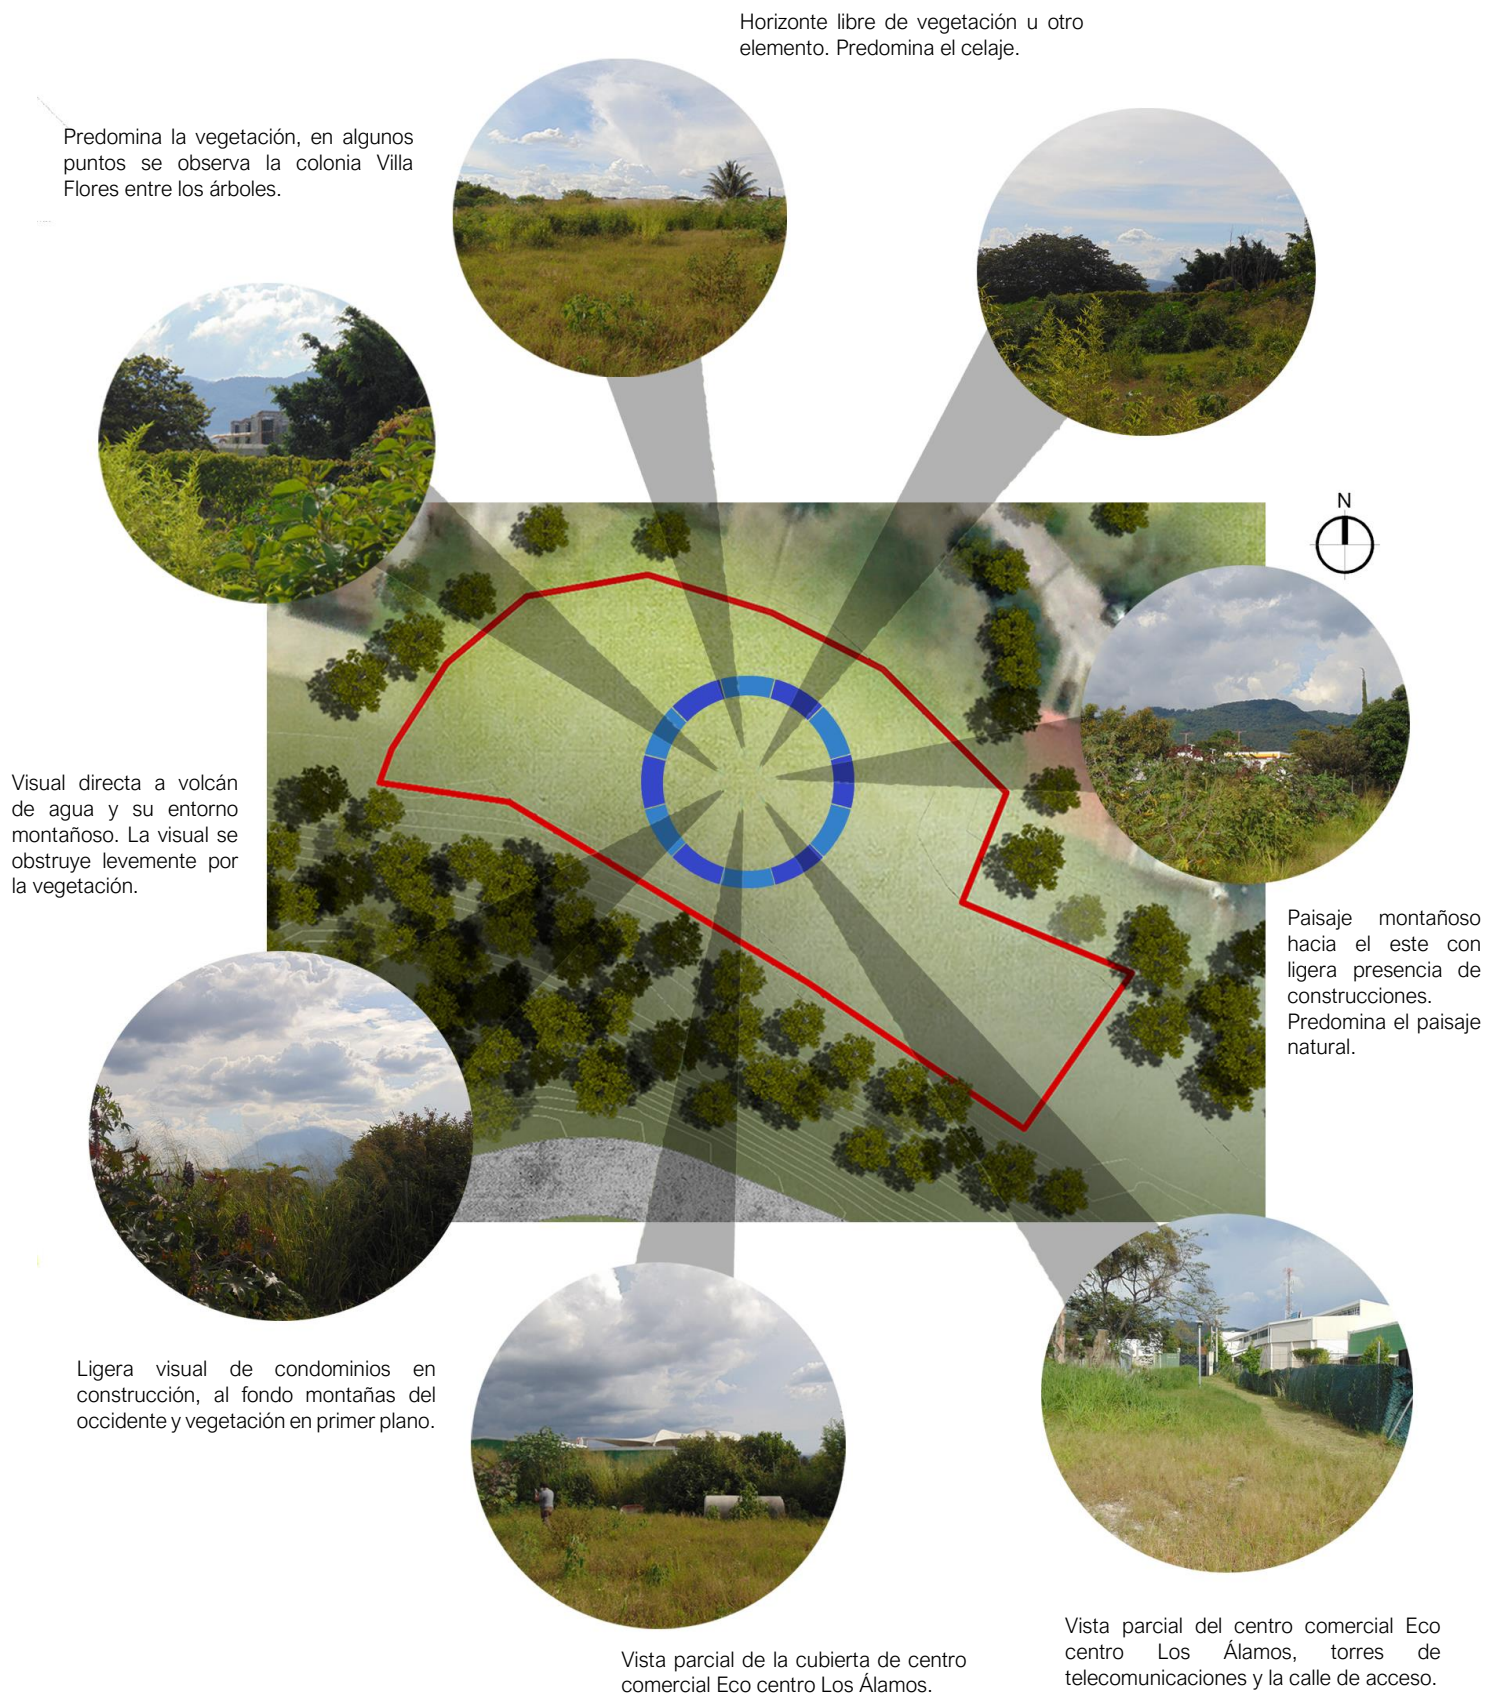 Horizonte libre de vegetación u otro
elemento. Predomina el celaje.
Predomina la vegetación, en algunos
puntos se observa la colonia Villa
Flores entre los árboles.
N
Visual directa a volcán
de agua y su entorno
montañoso. La visual se
obstruye levemente por
la vegetación.
Paisaje montañoso
hacia el este con
ligera presencia de
construcciones.
Predomina el paisaje
natural.
Ligera visual de condominios en
construcción, al fondo montañas del
occidente y vegetación en primer plano.
Vista parcial de la cubierta de centro
comercial Eco centro Los Álamos.
Vista parcial del centro comercial Eco
centro Los Álamos, torres de
telecomunicaciones y la calle de acceso.